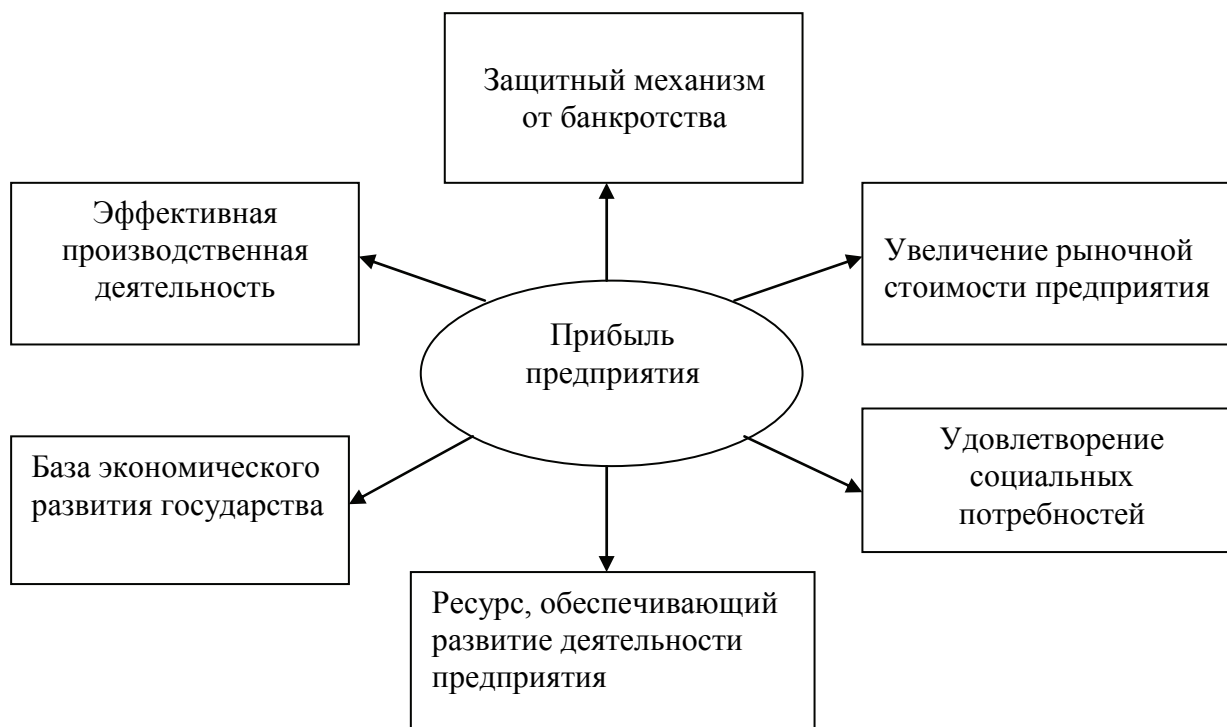 Защитный механизм
от банкротства
Эффективная
производственная
деятельность
Увеличение рыночной
стоимости предприятия
Прибыль
предприятия
База экономического
развития государства
Удовлетворение
социальных
потребностей
Ресурс, обеспечивающий
развитие деятельности
предприятия